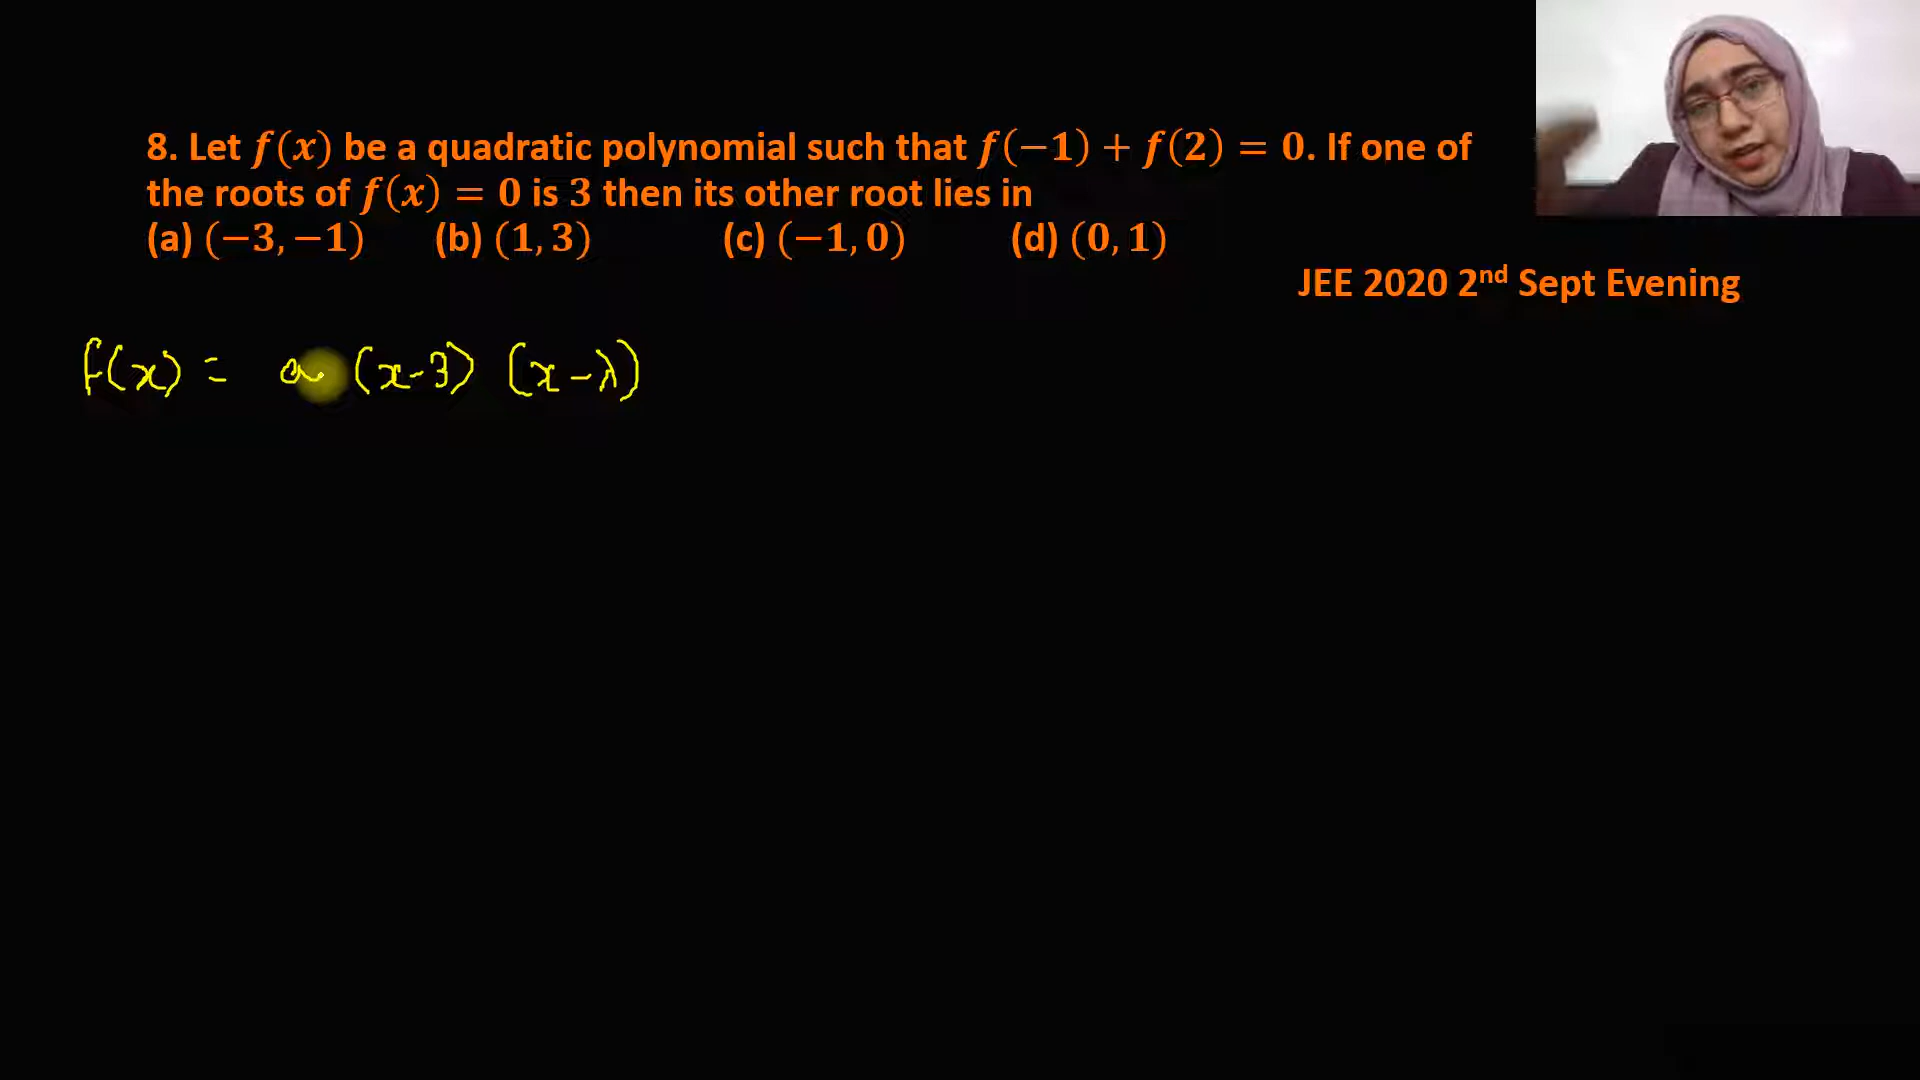 8. Let f(x) be a quadratic polynomial such that f(−1) + f(2) = 0. If one of
the roots of f(x) = 0 is 3 then its other root lies in
(a) (−3, −1) (b) (1, 3) (c) (−1, 0) (d) (0, 1)
JEE 2020 2nd Sept Evening
f(x) = a (x-3) (x-λ)